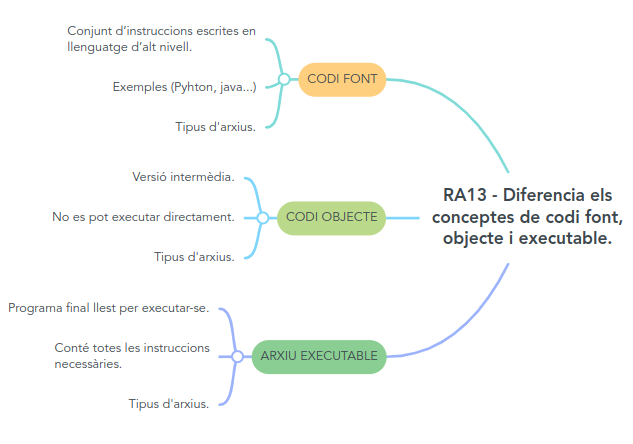 Conjunt d’instruccions escrites en
llenguatge d’alt nivell.
Exemples (Pyhton, java...)
Tipus d'arxius.
CODI FONT
Versió intermèdia.
No es pot executar directament.
Tipus d'arxius.
CODI OBJECTE
RA13 - Diferencia els
conceptes de codi font,
objecte i executable.
Programa final llest per executar-se.
Conté totes les instruccions
necessàries.
Tipus d'arxius.
ARXIU EXECUTABLE